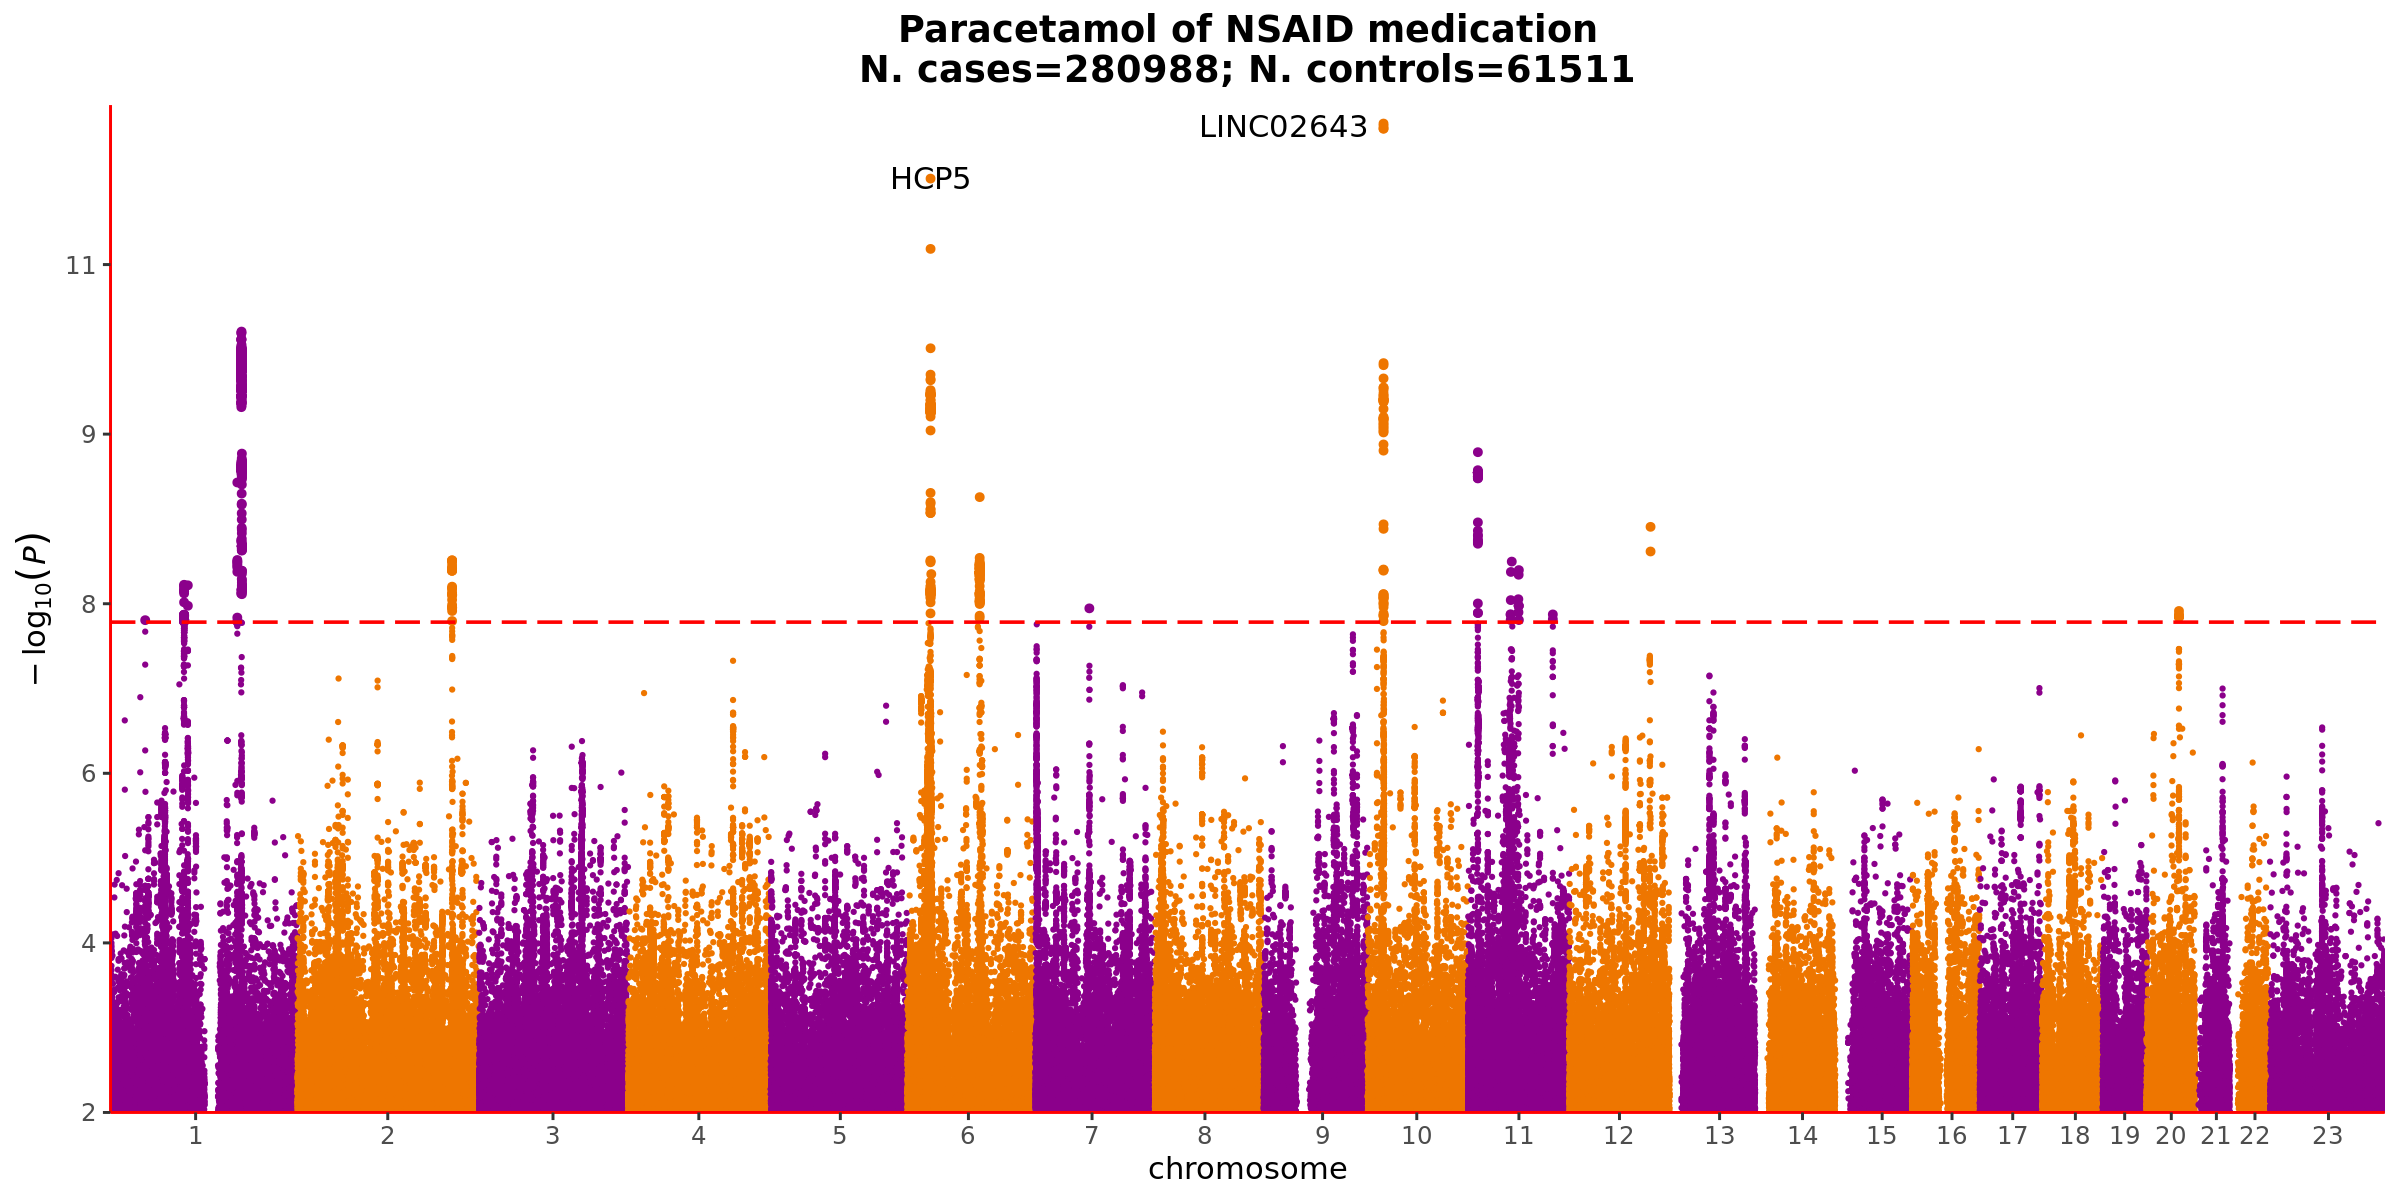 Paracetamol of NSAID medication
N. cases=280988; N. controls=61511
LINC02643
HCP5
11
9
8
6
4
2
−log10(P)
1 2 3 4 5 6 7 8 9 10 11 12 13 14 15 16 17 18 19 20 21 22 23
chromosome